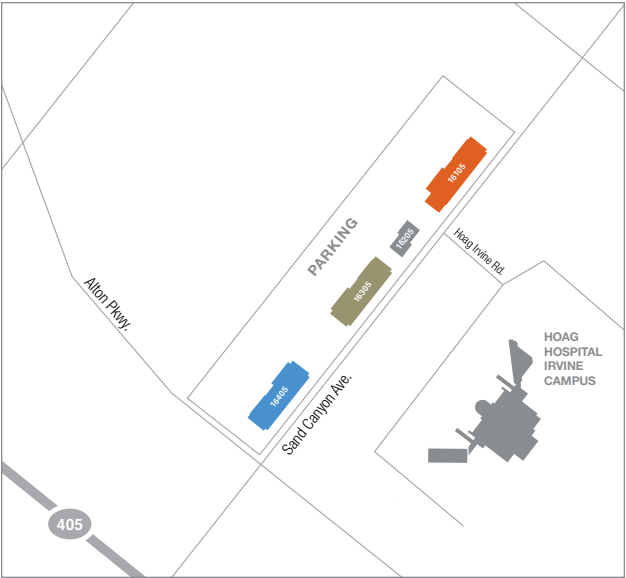 16105
16205
PARKING
Hoag Irvine Rd.
16305
Alton Pkwy.
HOAG
HOSPITAL
IRVINE
CAMPUS
16405
Sand Canyon Ave.
405